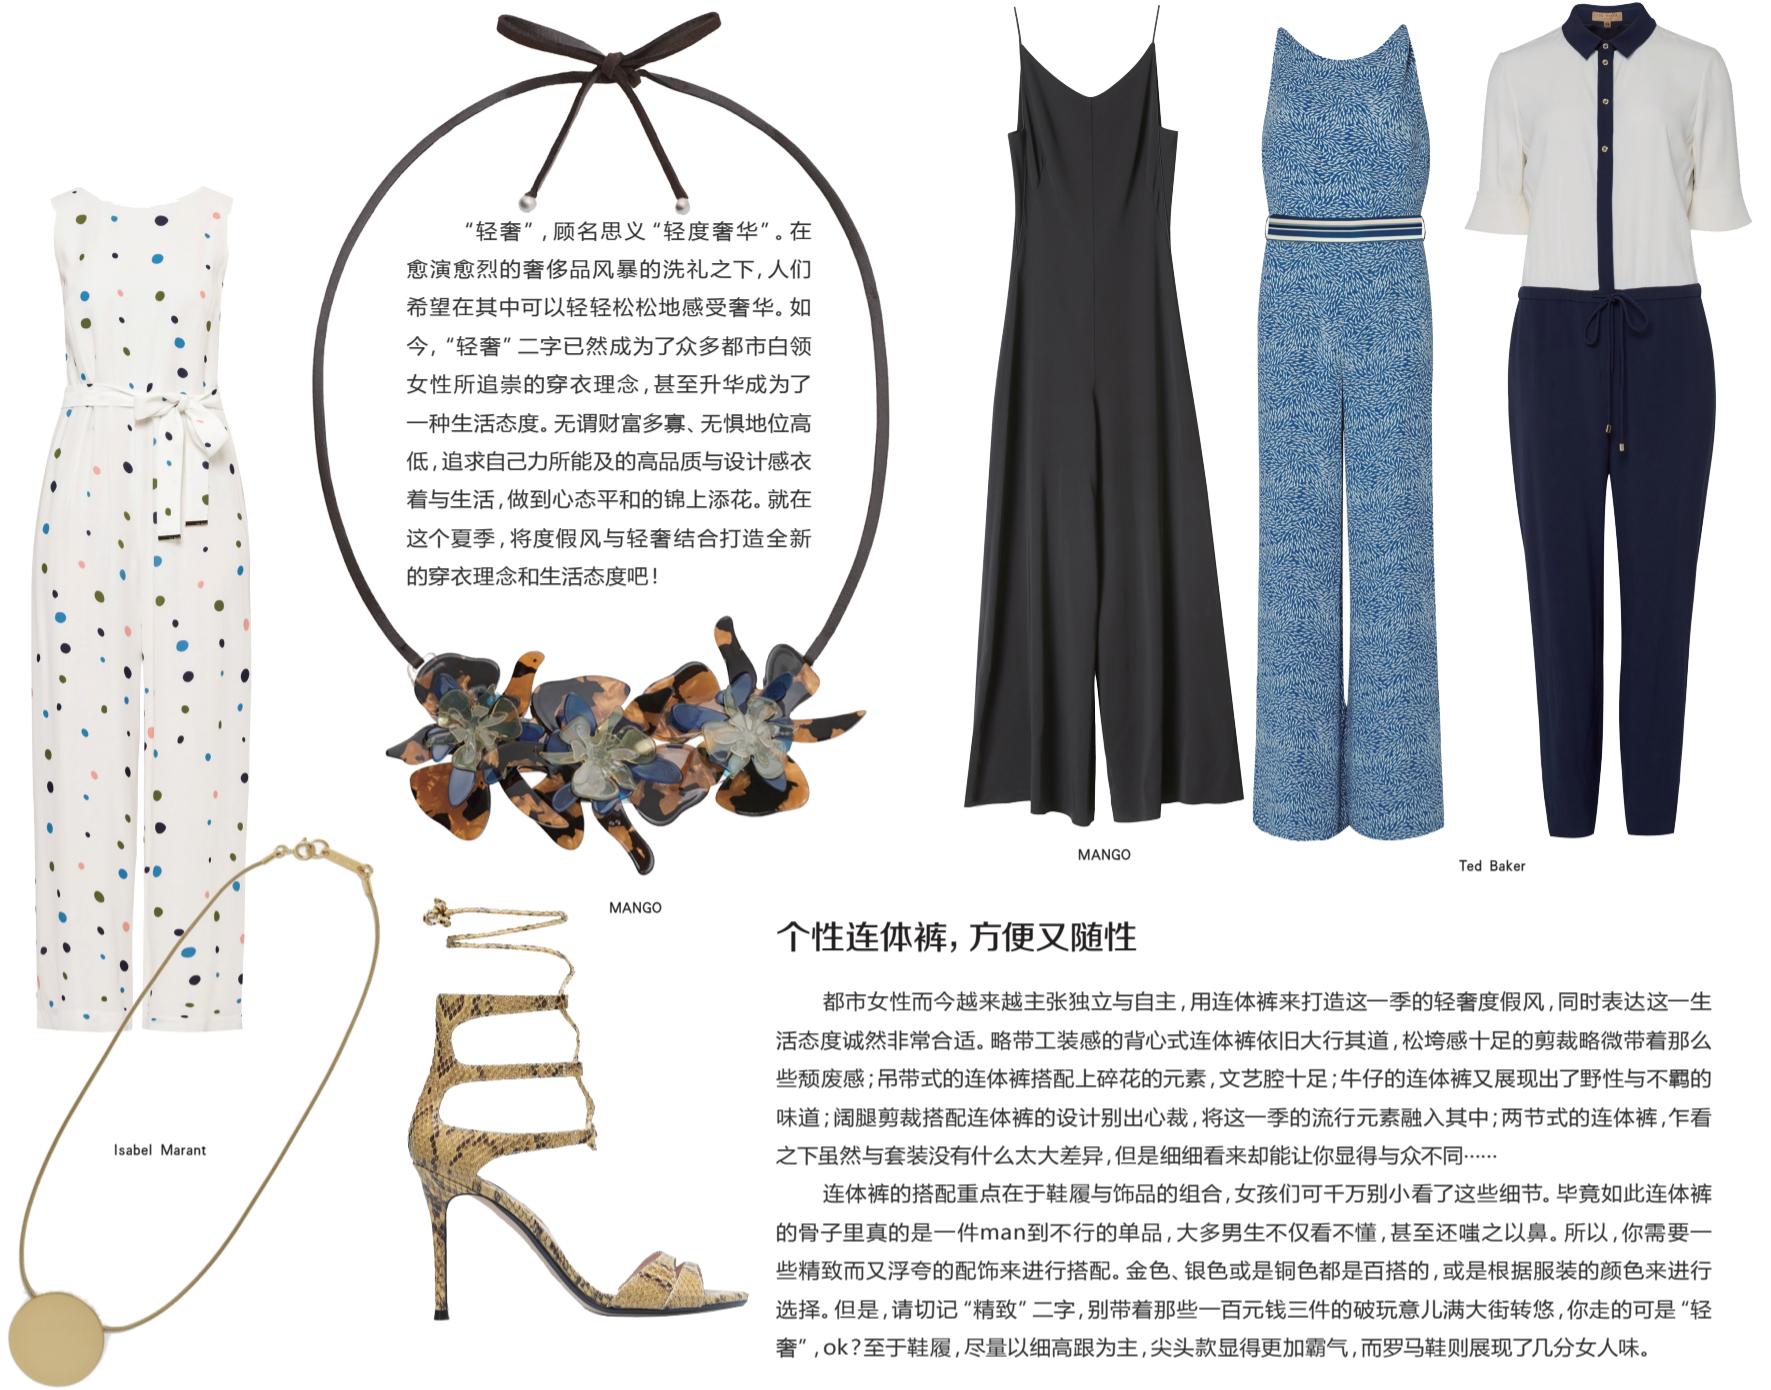 “轻奢”,顾名思义“轻度奢华”。在
愈演愈烈的奢侈品风暴的洗礼之下,人们
希望在其中可以轻轻松松地感受奢华。如
今,“轻奢”二字已然成为了众多都市白领
女性所追崇的穿衣理念,甚至升华成为了
一种生活态度。无谓财富多寡、无惧地位高
低,追求自己力所能及的高品质与设计感衣
着与生活,做到心态平和的锦上添花。就在
这个夏季,将度假风与轻奢结合打造全新
的穿衣理念和生活态度吧!
MANGO
Ted Baker
MANGO
Isabel Marant
个性连体裤,方便又随性
都市女性而今越来越主张独立与自主,用连体裤来打造这一季的轻奢度假风,同时表达这一生
活态度诚然非常合适。略带工装感的背心式连体裤依旧大行其道,松垮感十足的剪裁略微带着那么
些颓废感;吊带式的连体裤搭配上碎花的元素,文艺腔十足;牛仔的连体裤又展现出了野性与不羁的
味道;阔腿剪裁搭配连体裤的设计别出心裁,将这一季的流行元素融入其中;两节式的连体裤,乍看
之下虽然与套装没有什么太大差异,但是细细看来却能让你显得与众不同……
连体裤的搭配重点在于鞋履与饰品的组合,女孩们可千万别小看了这些细节。毕竟如此连体裤
的骨子里真的是一件man到不行的单品,大多男生不仅看不懂,甚至还嗤之以鼻。所以,你需要一
些精致而又浮夸的配饰来进行搭配。金色、银色或是铜色都是百搭的,或是根据服装的颜色来进行
选择。但是,请切记“精致”二字,别带着那些一百元钱三件的破玩意儿满大街转悠,你走的可是“轻
奢”,ok?至于鞋履,尽量以细高跟为主,尖头款显得更加霸气,而罗马鞋则展现了几分女人味。